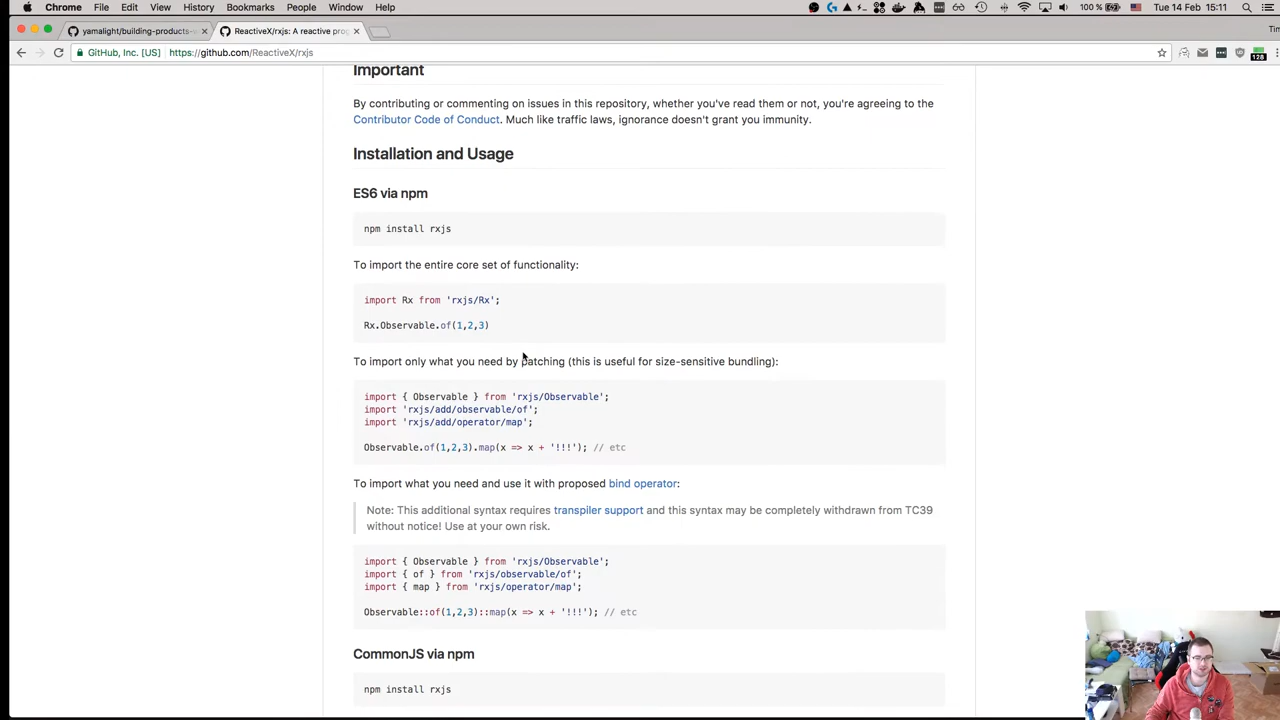 Chrome File Edit View History Bookmarks People Window Help
100 % Tue 14 Feb 15:11
yamalight/building-products-
ReactiveX/rxjs: A reactive pro
Tim
GitHub, Inc. [US] https://github.com/ReactiveX/rxjs
128
Important
By contributing or commenting on issues in this repository, whether you've read them or not, you're agreeing to the
Contributor Code of Conduct. Much like traffic laws, ignorance doesn't grant you immunity.
Installation and Usage
ES6 via npm
npm install rxjs
To import the entire core set of functionality:
import Rx from 'rxjs/Rx';
Rx.Observable.of(1,2,3)
To import only what you need by patching (this is useful for size-sensitive bundling):
import { Observable } from 'rxjs/Observable';
import 'rxjs/add/observable/of';
import 'rxjs/add/operator/map';
Observable.of(1,2,3).map(x => x + '!!!'); // etc
To import what you need and use it with proposed bind operator:
Note: This additional syntax requires transpiler support and this syntax may be completely withdrawn from TC39
without notice! Use at your own risk.
import { Observable } from 'rxjs/Observable';
import { of } from 'rxjs/observable/of';
import { map } from 'rxjs/operator/map';
Observable::of(1,2,3)::map(x => x + '!!!'); // etc
CommonJS via npm
npm install rxjs